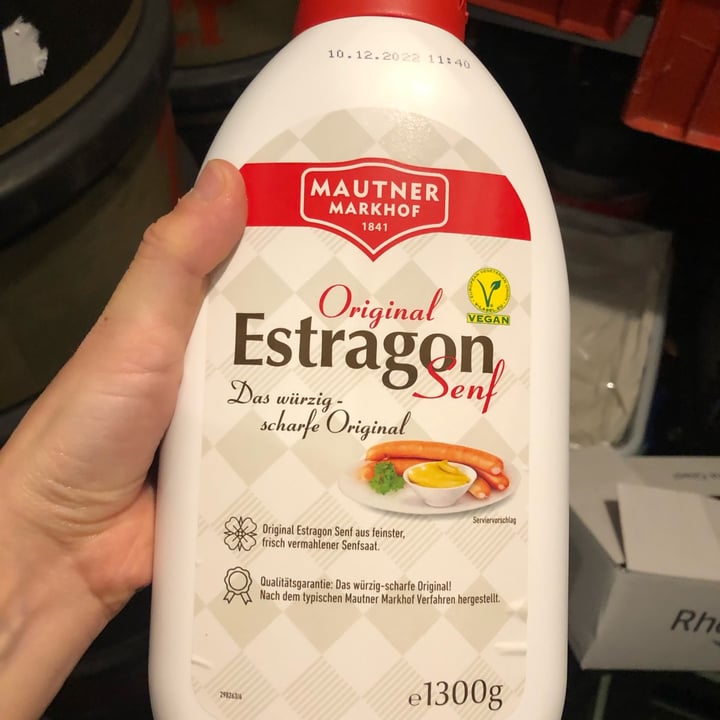 10.12.2022 11:40
MAUTNER
MARKHOF
1841
Original
Estragon
Senf
VEGAN
Das würzig-
scharfe Original
Serviervorschlag
Original Estragon Senf aus feinster,
frisch vermahlener Senfsaat.
Qualitätsgarantie: Das würzig-scharfe Original!
Nach dem typischen Mautner Markhof Verfahren hergestellt.
e1300g